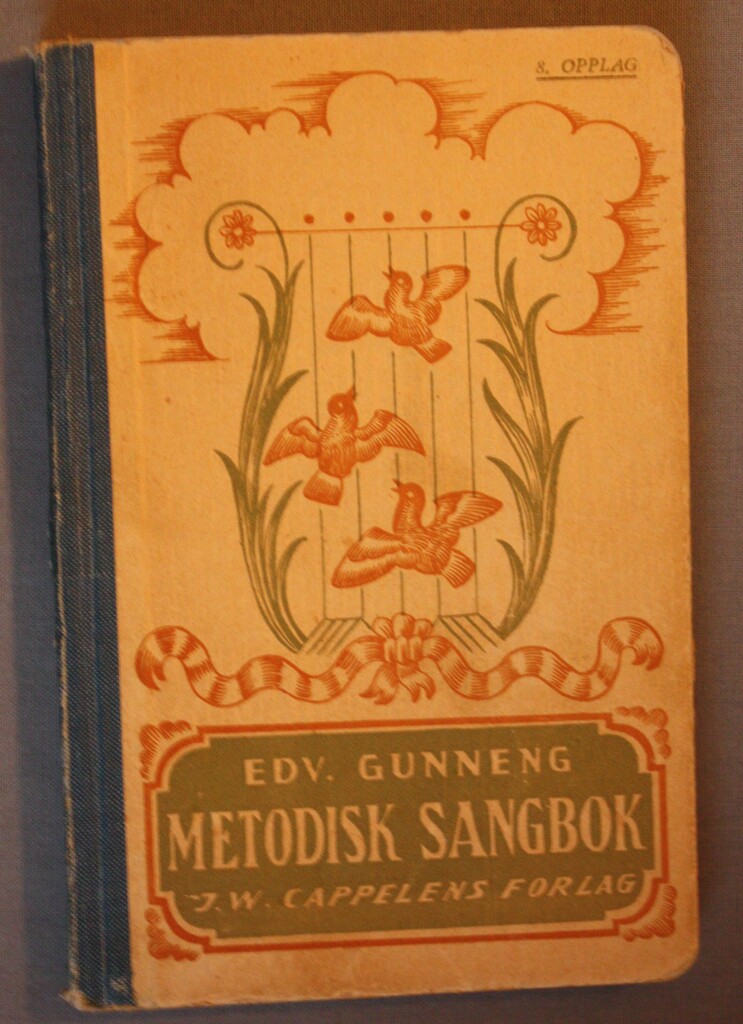 8. OPPLAG
EDV. GUNNENG
METODISK SANGBOK
J.W. CAPPELENS FORLAG